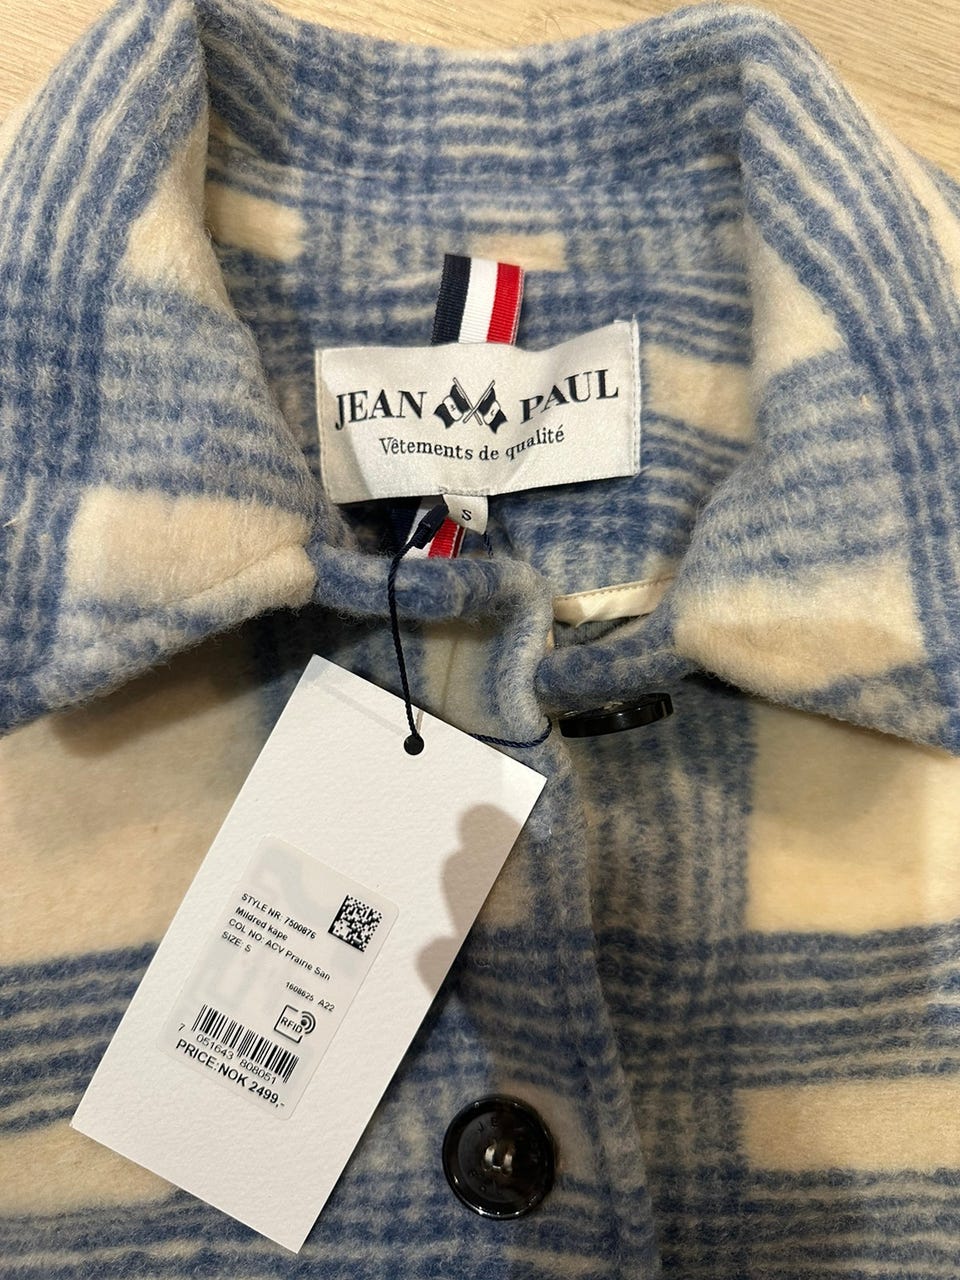 JEAN PAUL
Vêtements de qualité
S
STYLE NR: 7500876
Mildred kape
COL NO: ACV Prairie San
SIZE: S
1608625 A22
RFID
7 051643 808051
PRICE:NOK 2499,-